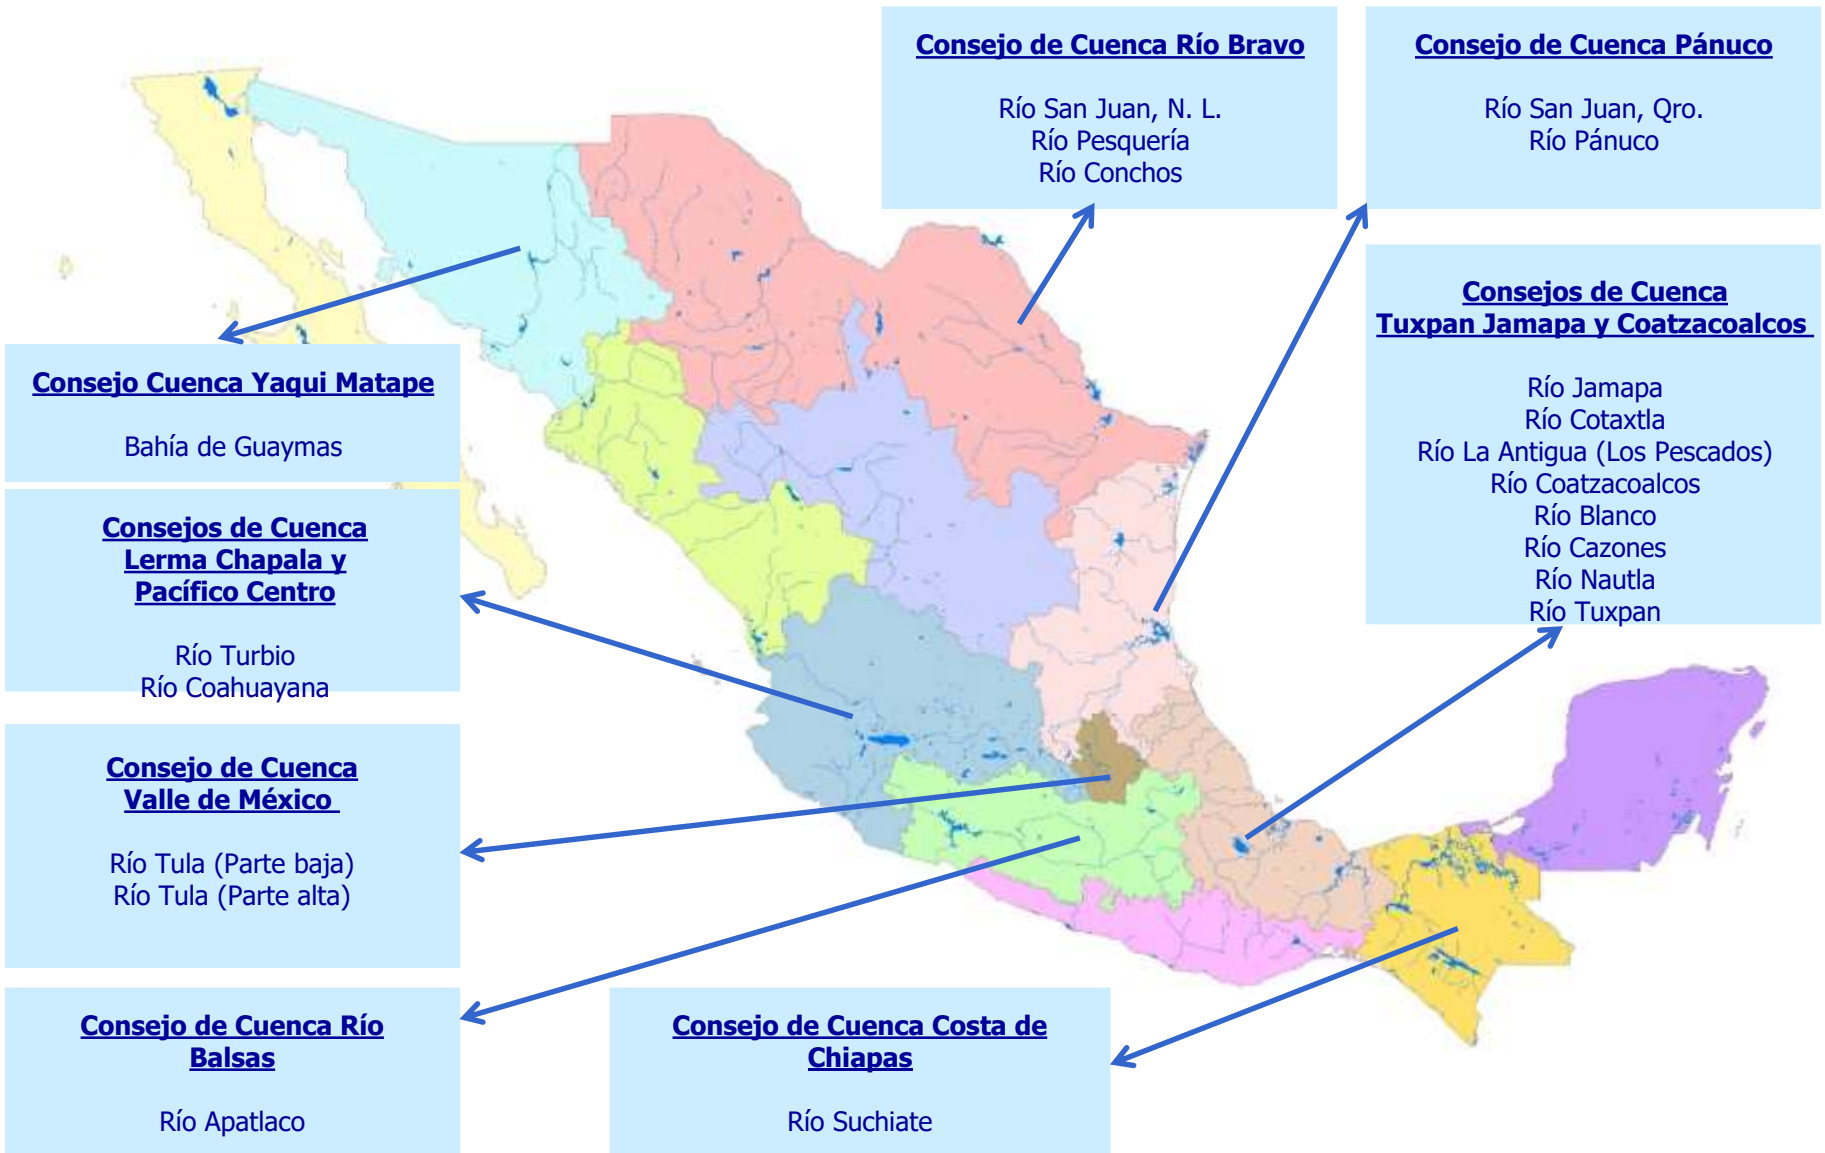 Consejo de Cuenca Río Bravo
Río San Juan, N. L.
Río Pesquería
Río Conchos
Consejo de Cuenca Pánuco
Río San Juan, Qro.
Río Pánuco
Consejos de Cuenca
Tuxpan Jamapa y Coatzacoalcos
Río Jamapa
Río Cotaxtla
Río La Antigua (Los Pescados)
Río Coatzacoalcos
Río Blanco
Río Cazones
Río Nautla
Río Tuxpan
Consejo Cuenca Yaqui Matape
Bahía de Guaymas
Consejos de Cuenca
Lerma Chapala y
Pacífico Centro
Río Turbio
Río Coahuayana
Consejo de Cuenca
Valle de México
Río Tula (Parte baja)
Río Tula (Parte alta)
Consejo de Cuenca Río
Balsas
Río Apatlaco
Consejo de Cuenca Costa de
Chiapas
Río Suchiate